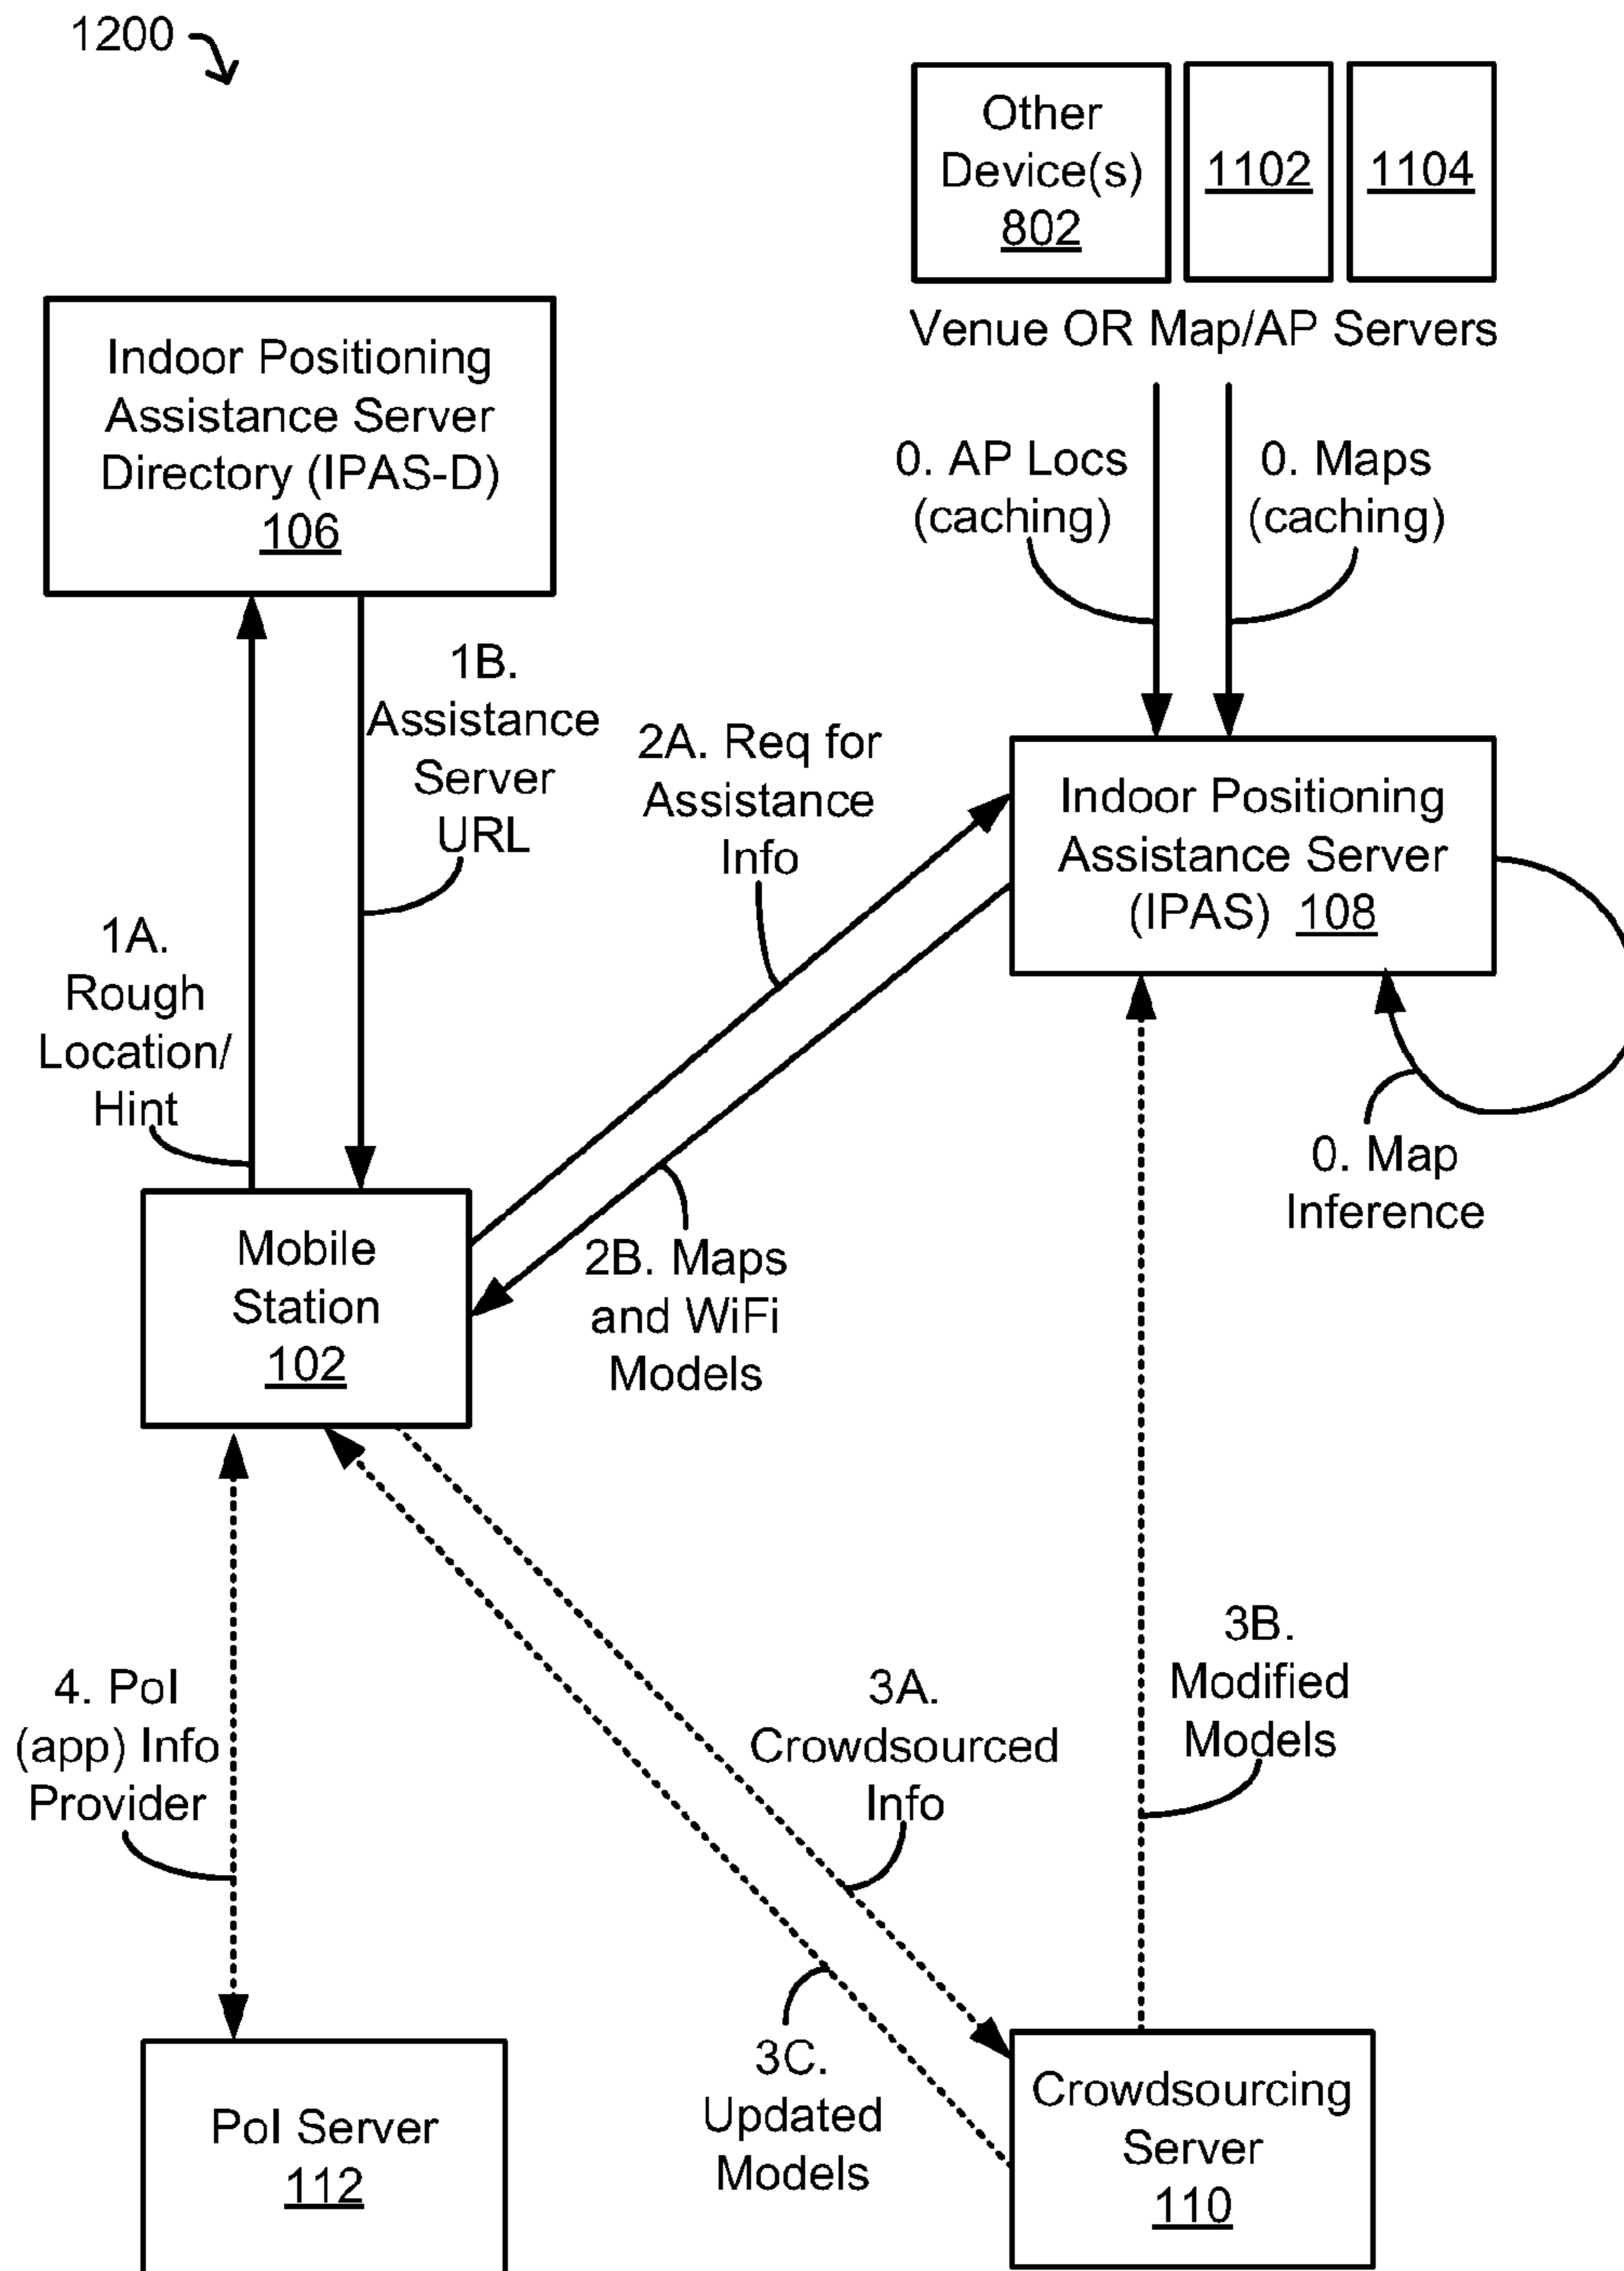 1200
Other
Device(s)
802
1102
1104
Venue OR Map/AP Servers
Indoor Positioning
Assistance Server
Directory (IPAS-D)
106
0. AP Locs
(caching)
0. Maps
(caching)
1B.
Assistance
Server
URL
2A. Req for
Assistance
Info
Indoor Positioning
Assistance Server
(IPAS) 108
1A.
Rough
Location/
Hint
0. Map
Inference
Mobile
Station
102
2B. Maps
and WiFi
Models
3B.
Modified
Models
4. PoI
(app) Info
Provider
3A.
Crowdsourced
Info
3C.
Updated
Models
PoI Server
112
Crowdsourcing
Server
110